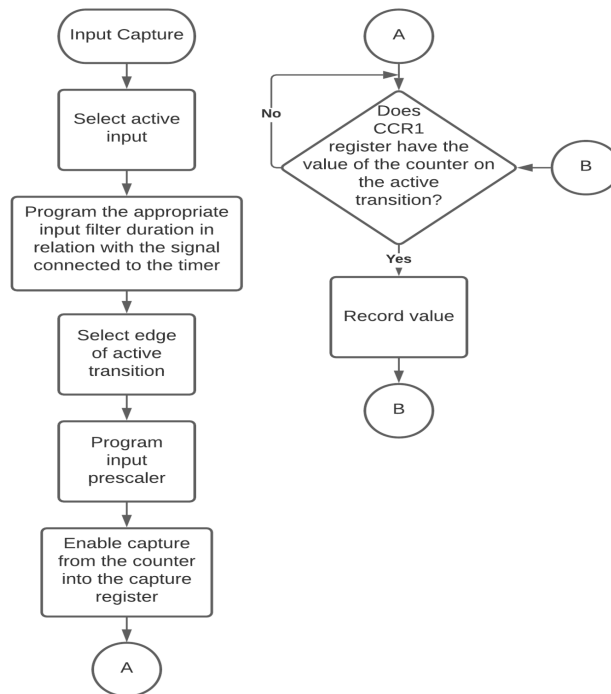 Input Capture
Select active
input
Program the appropriate
input filter duration in
relation with the signal
connected to the timer
Select edge
of active
transition
Program
input
prescaler
Enable capture
from the counter
into the capture
register
A
A
No
Does
CCR1
register have the
value of the counter on
the active
transition?
B
Yes
Record value
B